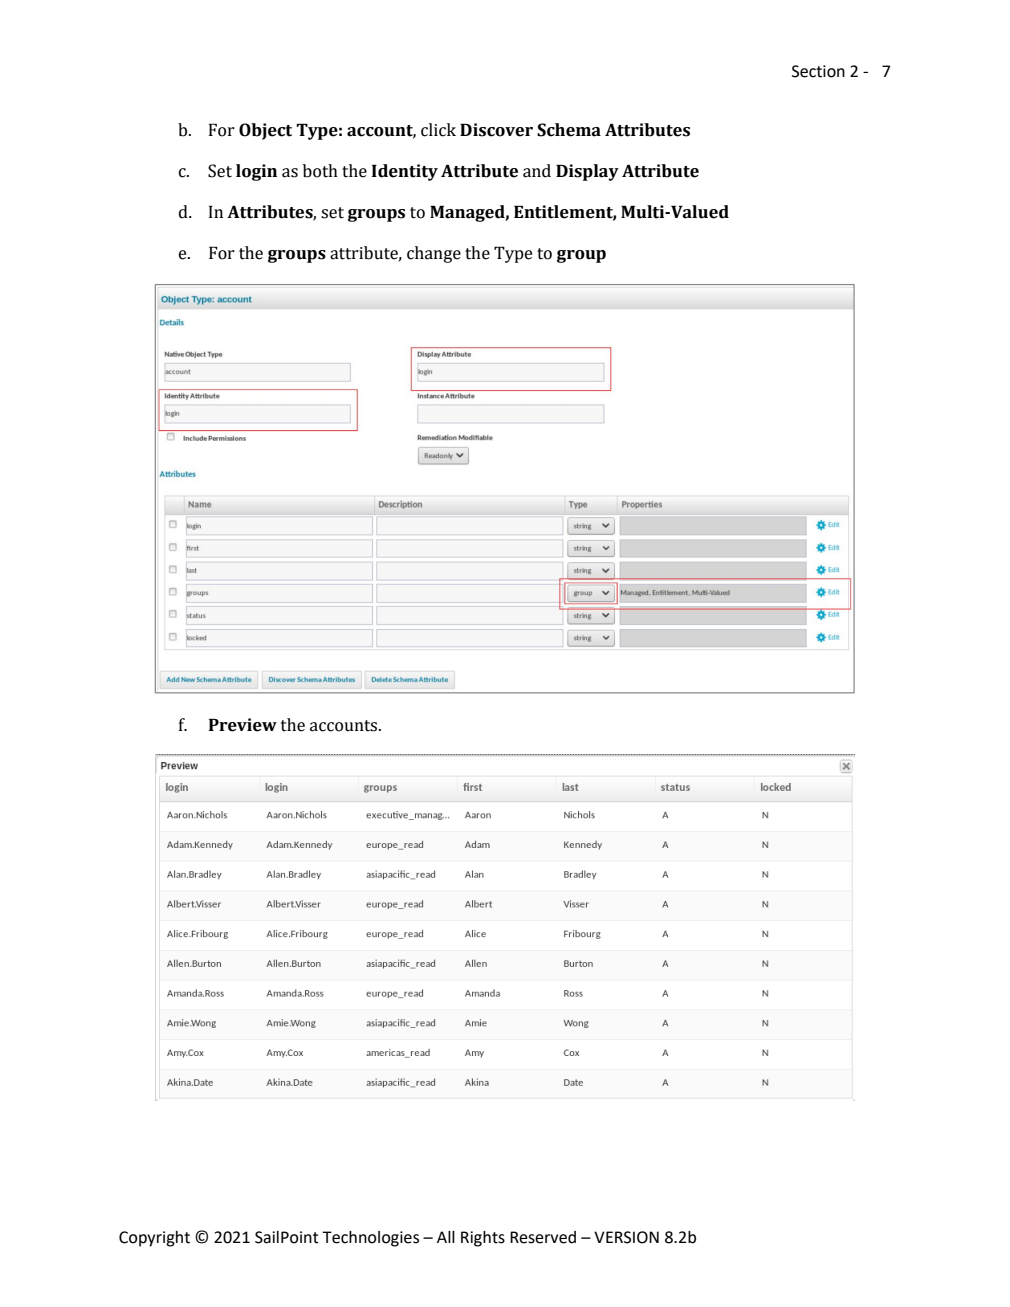 Section 2 - 7
b. For Object Type: account, click Discover Schema Attributes
c. Set login as both the Identity Attribute and Display Attribute
d. In Attributes, set groups to Managed, Entitlement, Multi-Valued
e. For the groups attribute, change the Type to group
Object Type: account
Details
Native Object Type Display Attribute
account login
Identity Attribute Instance Attribute
login
Include Permissions Remediation Modifiable
Readonly
Attributes
Name Description Type Properties
login string Edit
first string Edit
last string Edit
groups group Managed, Entitlement, Multi-Valued Edit
status string Edit
locked string Edit
Add New Schema Attribute Discover Schema Attributes Delete Schema Attribute
f. Preview the accounts.
Preview
login login groups first last status locked
Aaron.Nichols Aaron.Nichols executive_manag... Aaron Nichols A N
Adam.Kennedy Adam.Kennedy europe_read Adam Kennedy A N
Alan.Bradley Alan.Bradley asiapacific_read Alan Bradley A N
Albert.Visser Albert.Visser europe_read Albert Visser A N
Alice.Fribourg Alice.Fribourg europe_read Alice Fribourg A N
Allen.Burton Allen.Burton asiapacific_read Allen Burton A N
Amanda.Ross Amanda.Ross europe_read Amanda Ross A N
Amie.Wong Amie.Wong asiapacific_read Amie Wong A N
Amy.Cox Amy.Cox americas_read Amy Cox A N
Akina.Date Akina.Date asiapacific_read Akina Date A N
Copyright © 2021 SailPoint Technologies – All Rights Reserved – VERSION 8.2b